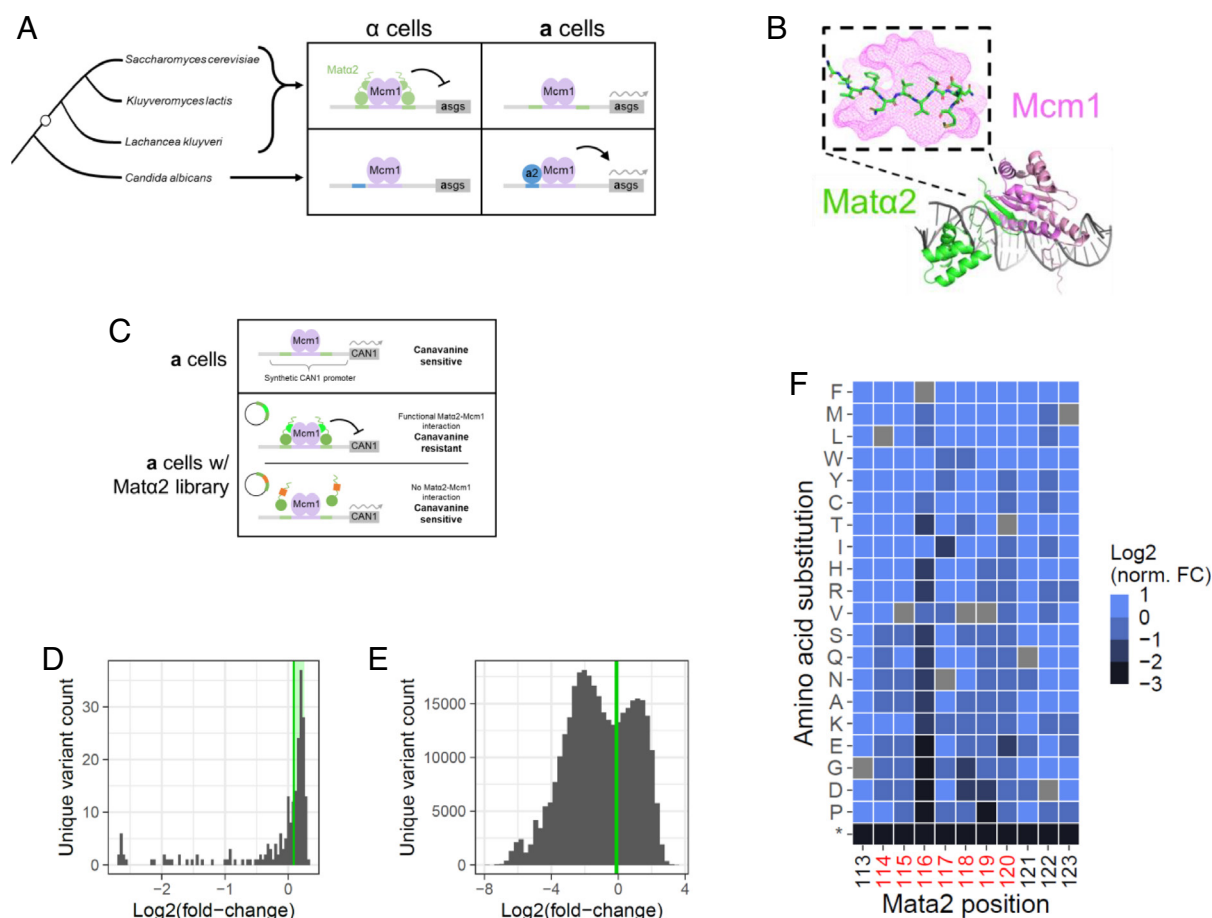 A
α cells
a cells
Saccharomyces cerevisiae
Kluyveromyces lactis
Lachancea kluyveri
Candida albicans
Matα2
Mcm1
asgs
Mcm1
asgs
Mcm1
asgs
a2
Mcm1
asgs
B
Mcm1
Matα2
C
a cells
Mcm1
CAN1
Synthetic CAN1 promoter
Canavanine
sensitive
a cells w/
Matα2 library
Mcm1
CAN1
Functional Matα2-Mcm1
interaction
Canavanine
resistant
Mcm1
CAN1
No Matα2-Mcm1
interaction
Canavanine
sensitive
D
Unique variant count
30
20
10
0
-2
-1
0
Log2(fold-change)
E
Unique variant count
15000
10000
5000
0
-8
-4
0
4
Log2(fold-change)
F
Amino acid substitution
F
M
L
W
Y
C
T
I
H
R
V
S
Q
N
A
K
E
G
D
P
*
113
114
115
116
117
118
119
120
121
122
123
Mata2 position
Log2
(norm. FC)
1
0
-1
-2
-3